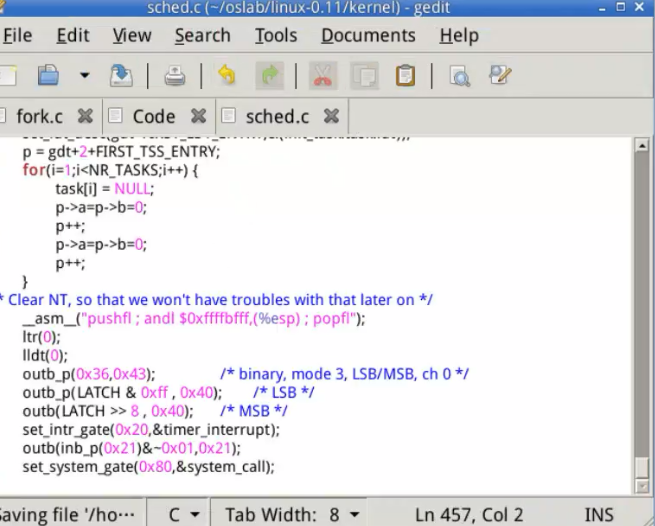 sched.c (~/oslab/linux-0.11/kernel) - gedit
File Edit View Search Tools Documents Help
fork.c Code sched.c
p = gdt+2+FIRST_TSS_ENTRY;
for(i=1;i<NR_TASKS;i++) {
task[i] = NULL;
p->a=p->b=0;
p++;
p->a=p->b=0;
p++;
}
* Clear NT, so that we won't have troubles with that later on */
__asm__("pushfl ; andl $0xffffbfff,(%esp) ; popfl");
ltr(0);
lldt(0);
outb_p(0x36,0x43); /* binary, mode 3, LSB/MSB, ch 0 */
outb_p(LATCH & 0xff , 0x40); /* LSB */
outb(LATCH >> 8 , 0x40); /* MSB */
set_intr_gate(0x20,&timer_interrupt);
outb(inb_p(0x21)&~0x01,0x21);
set_system_gate(0x80,&system_call);
Saving file '/ho··· C Tab Width: 8 Ln 457, Col 2 INS